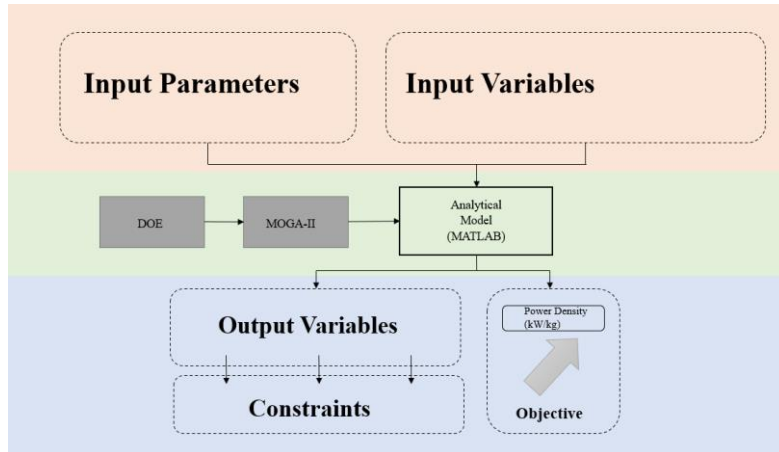 Input Parameters
Input Variables
DOE
MOGA-II
Analytical
Model
(MATLAB)
Output Variables
Power Density
(kW/kg)
Constraints
Objective